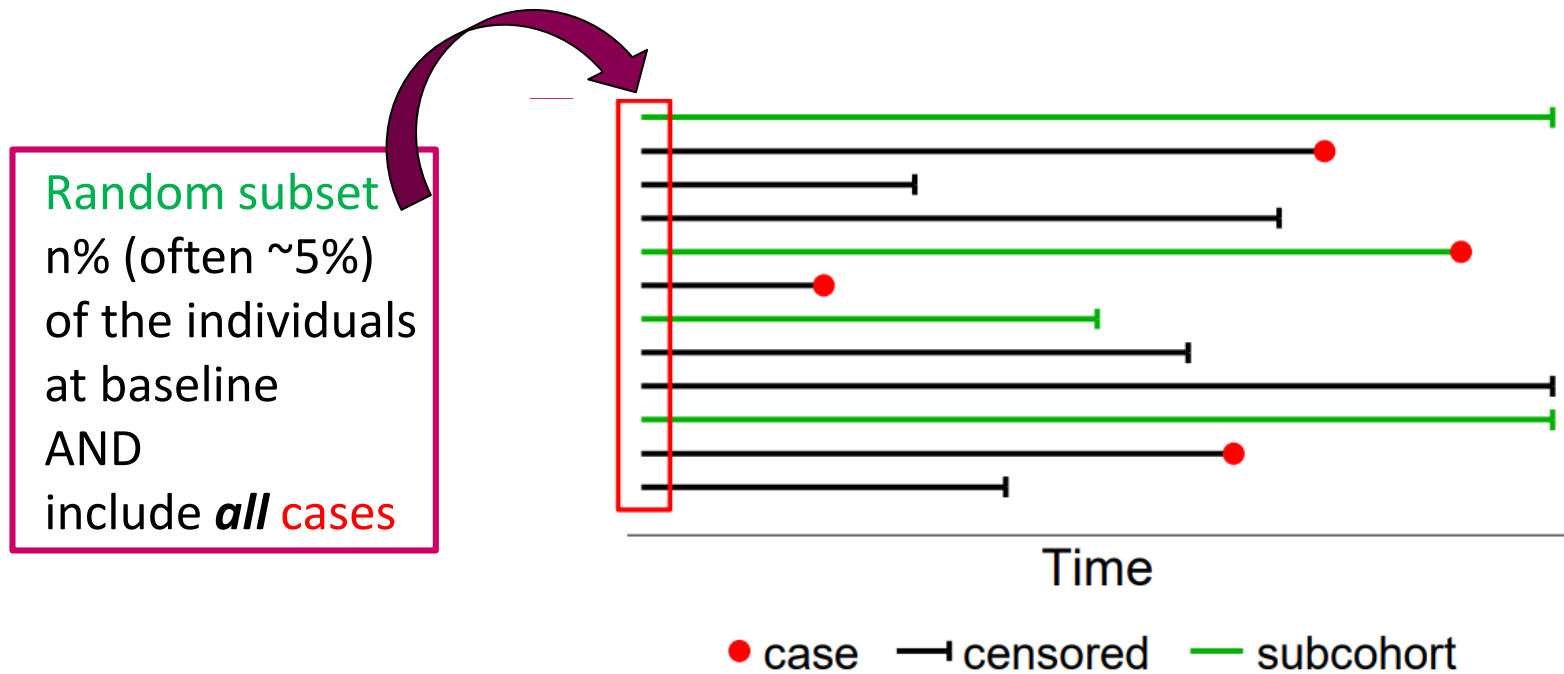 Random subset
n% (often ~5%)
of the individuals
at baseline
AND
include all cases
Time
case censored subcohort